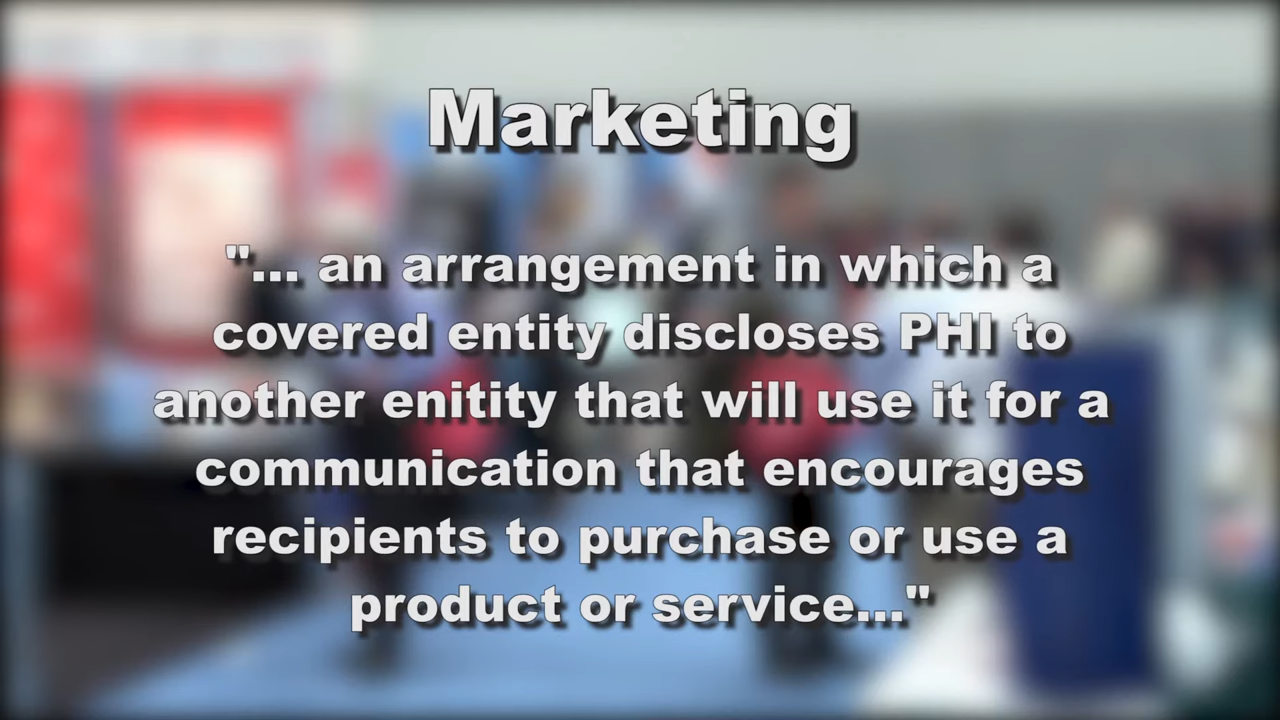 Marketing
"... an arrangement in which a
covered entity discloses PHI to
another enitity that will use it for a
communication that encourages
recipients to purchase or use a
product or service..."